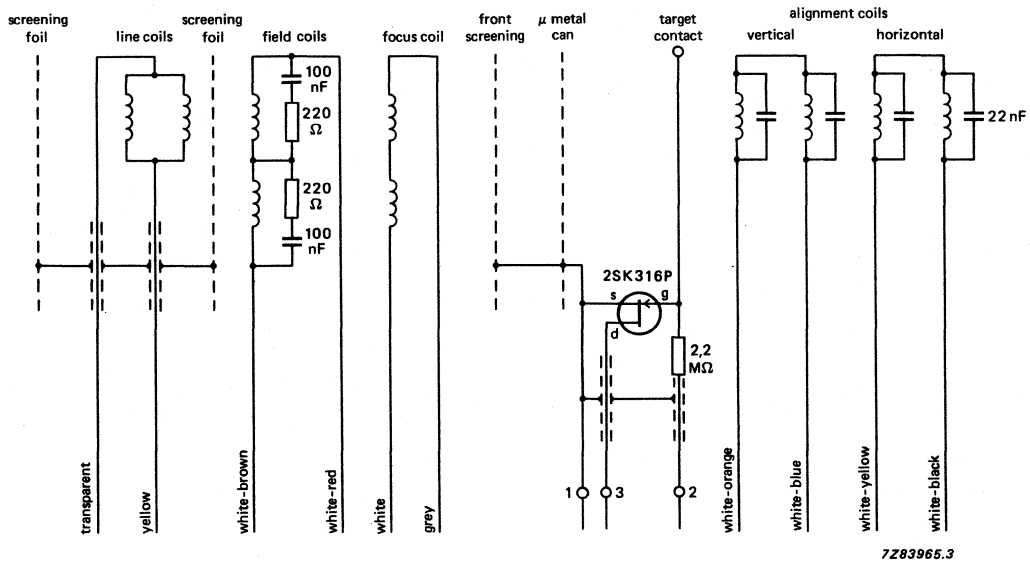 screening
foil
line coils
screening
foil
field coils
focus coil
front
screening
μ metal
can
target
contact
alignment coils
vertical
horizontal
100
nF
220
Ω
220
Ω
100
nF
22 nF
2SK316P
s
g
d
2,2
MΩ
transparent
yellow
white-brown
white-red
white
grey
1
3
2
white-orange
white-blue
white-yellow
white-black
7Z83965.3